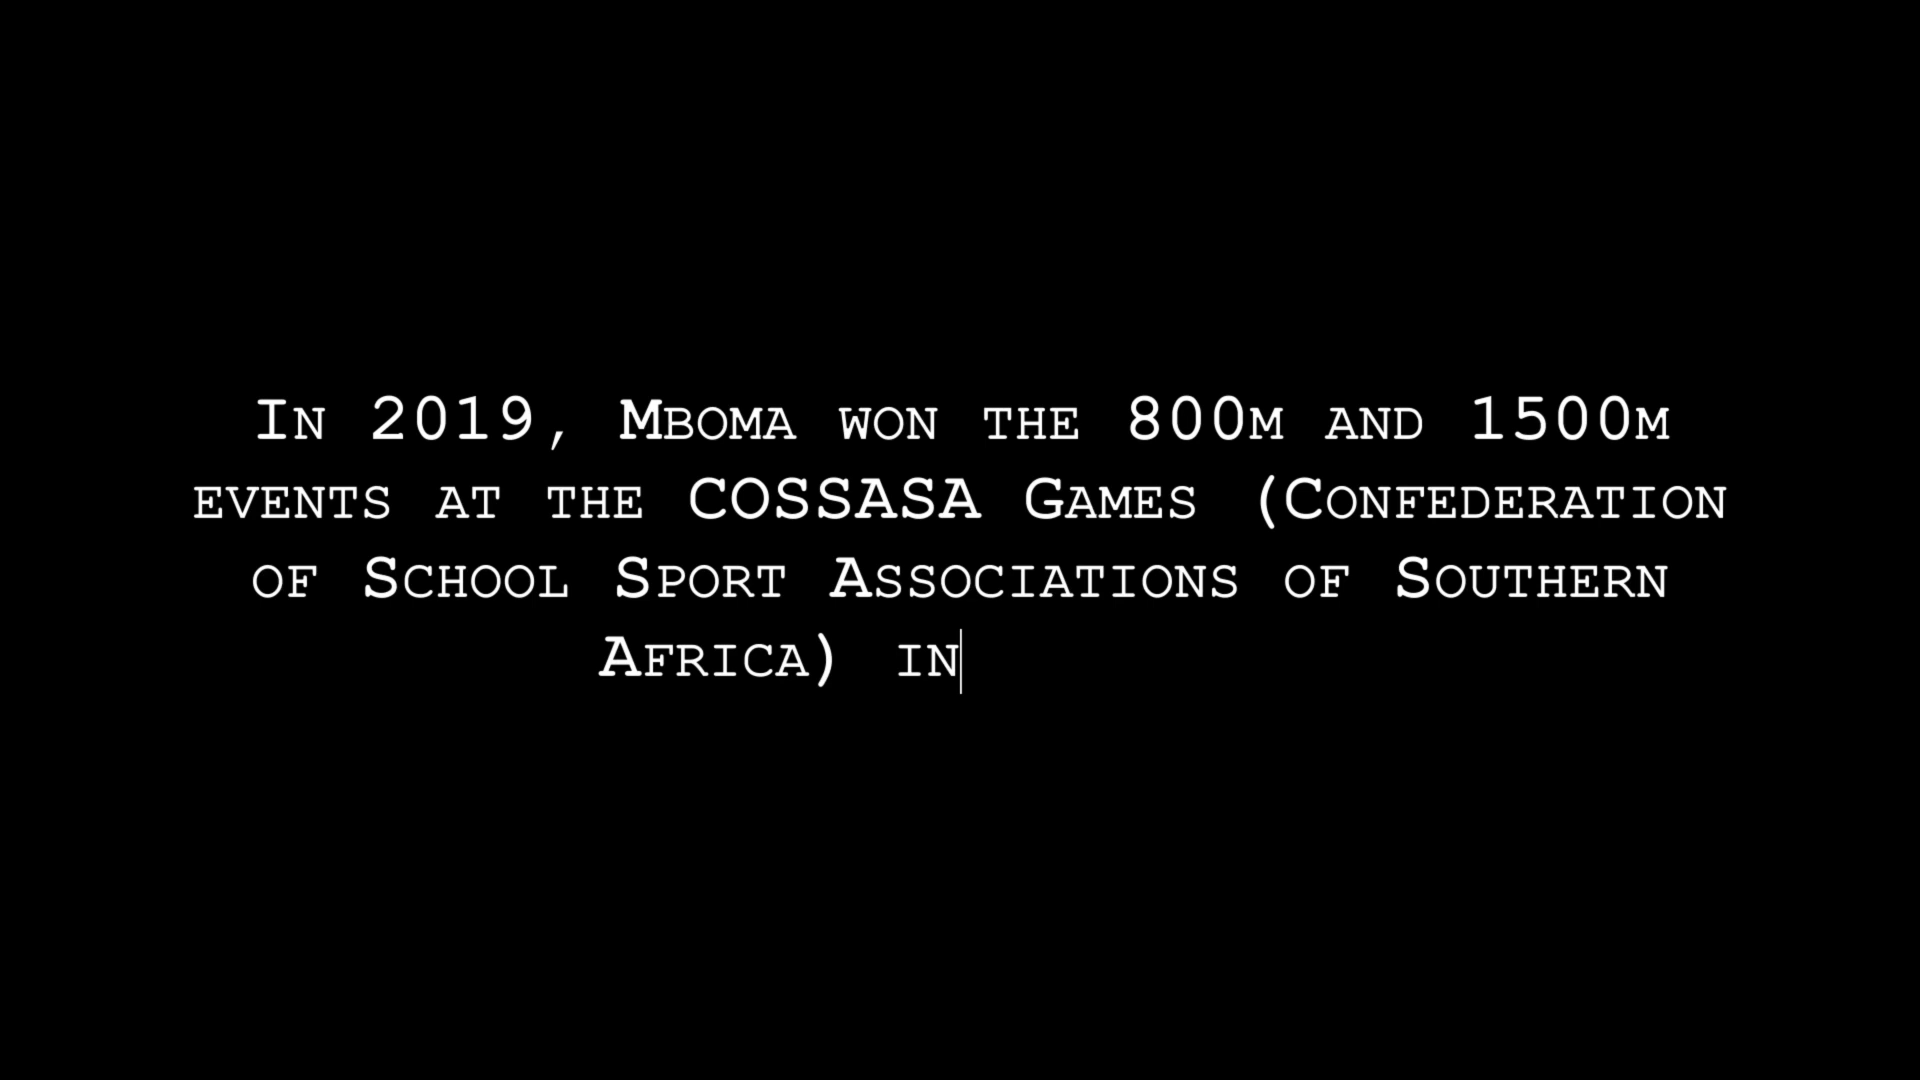 In 2019, Mboma won the 800m and 1500m
events at the COSSASA Games (Confederation
of School Sport Associations of Southern
Africa) in